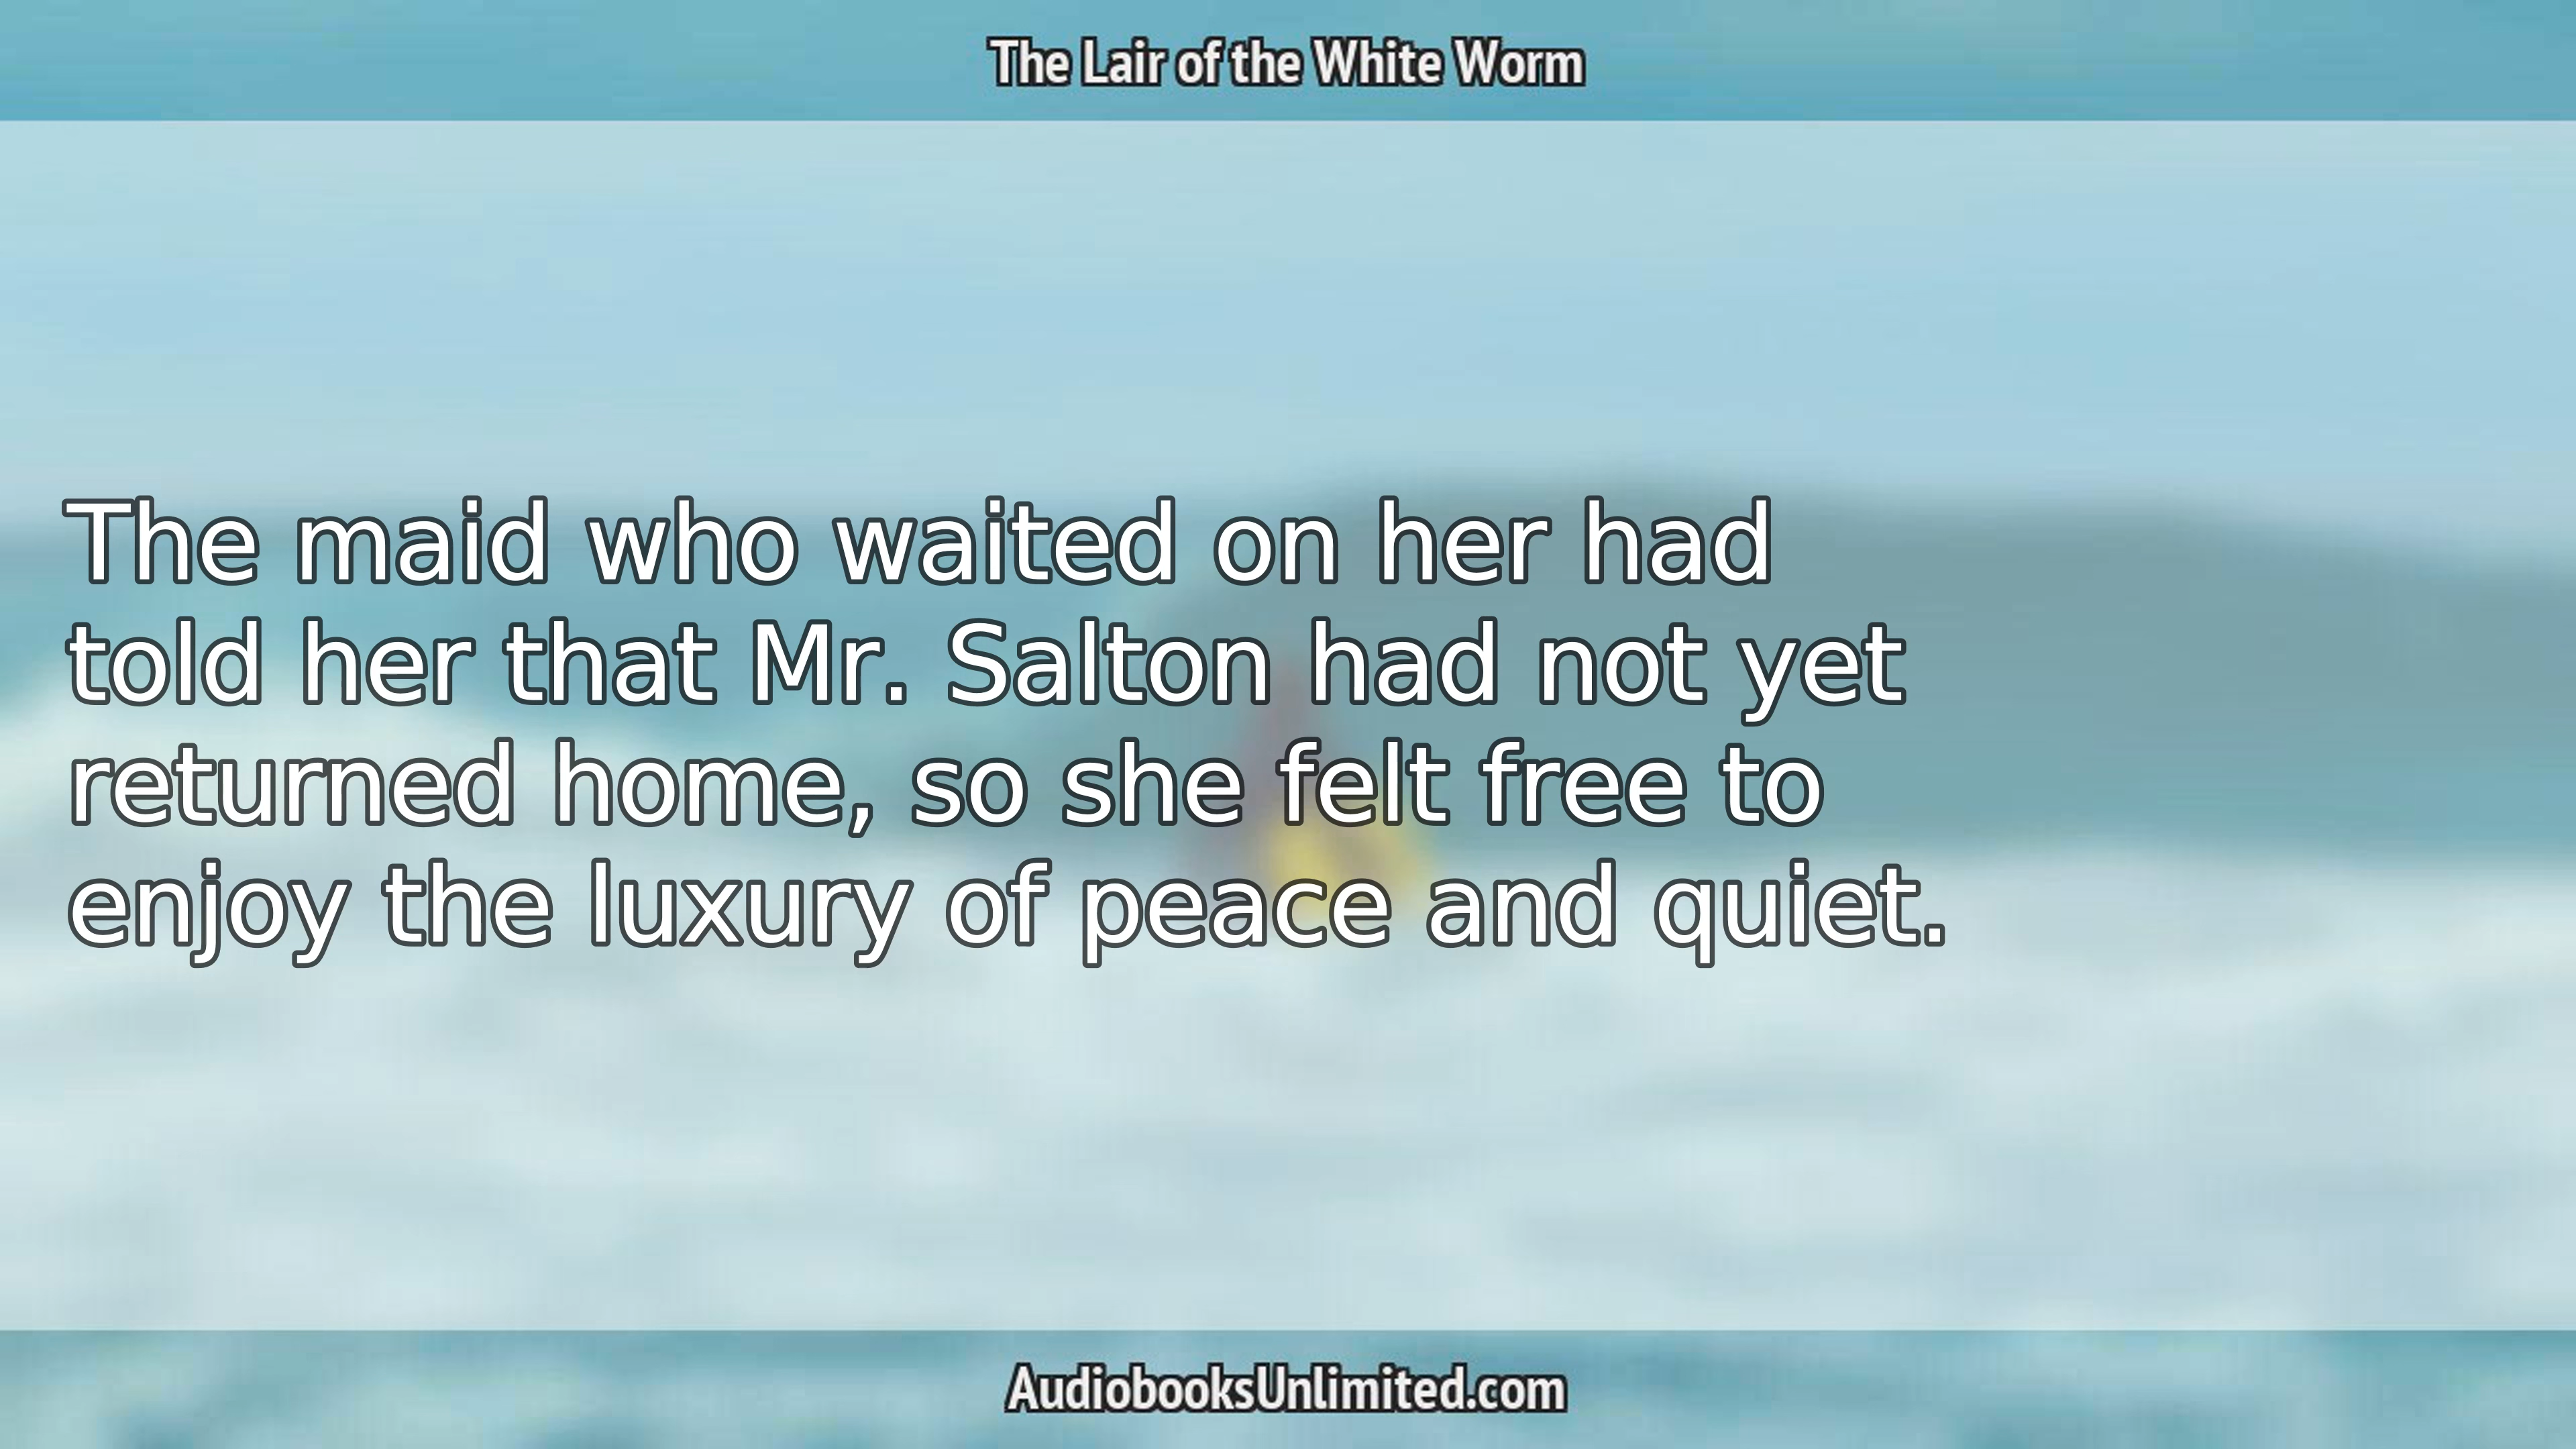 The Lair of the White Worm
The maid who waited on her had
told her that Mr. Salton had not yet
returned home, so she felt free to
enjoy the luxury of peace and quiet.
AudiobooksUnlimited.com